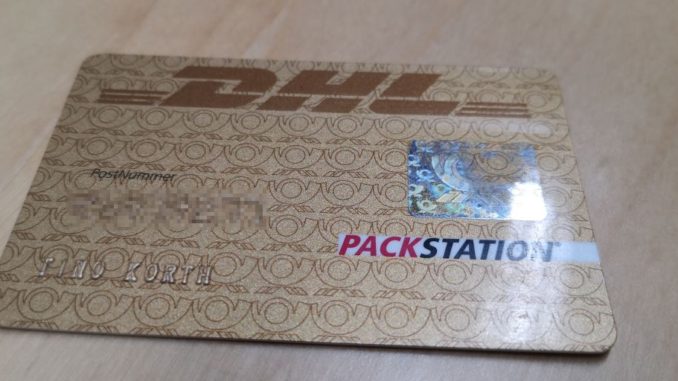 DHL
PostNummer
PACKSTATION
TINO KORTH